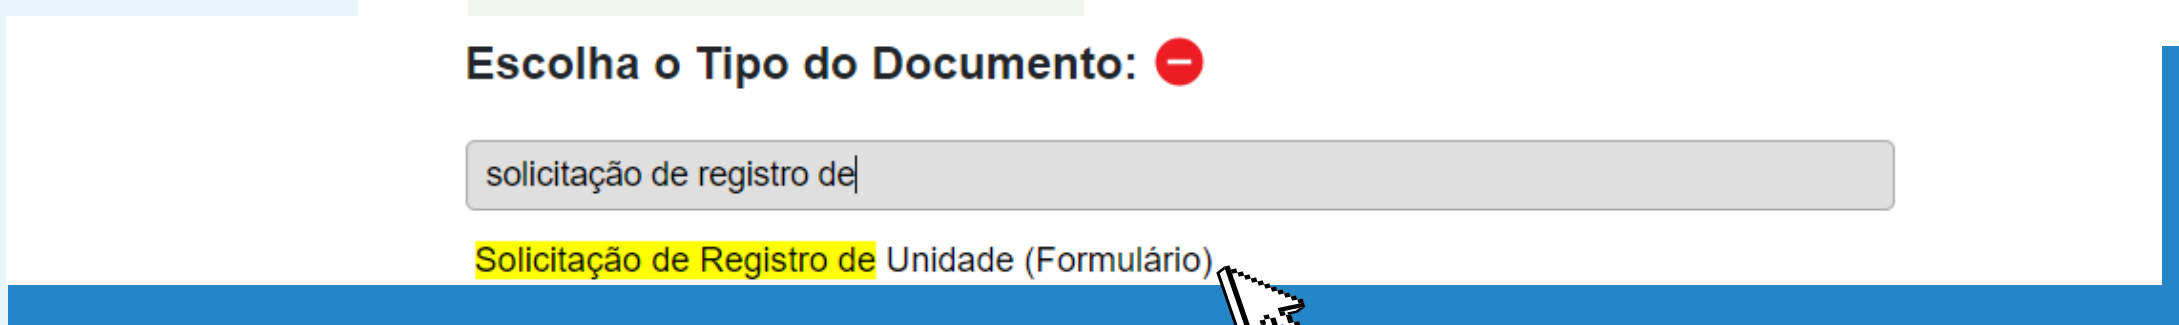 Escolha o Tipo do Documento:
solicitação de registro de
Solicitação de Registro de Unidade (Formulário)